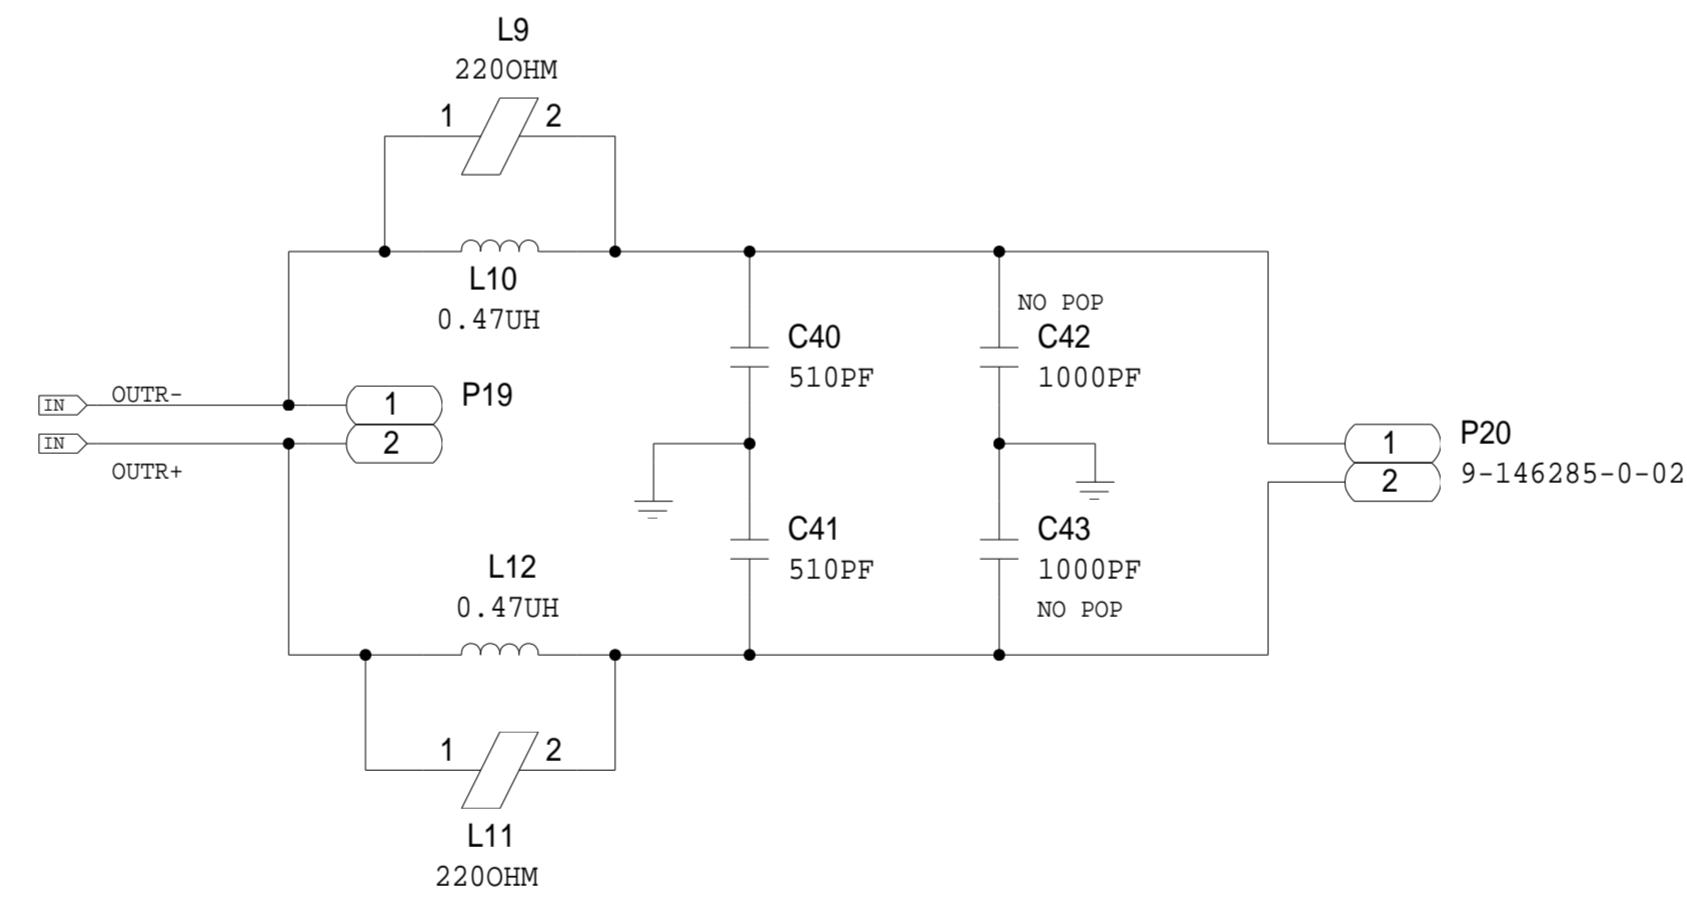 L9
220OHM
1 2
L10
0.47UH
NO POP
C40
510PF
C42
1000PF
IN OUTR-
1
P19
IN
2
OUTR+
1
P20
2
9-146285-0-02
C41
510PF
C43
1000PF
NO POP
L12
0.47UH
1 2
L11
220OHM